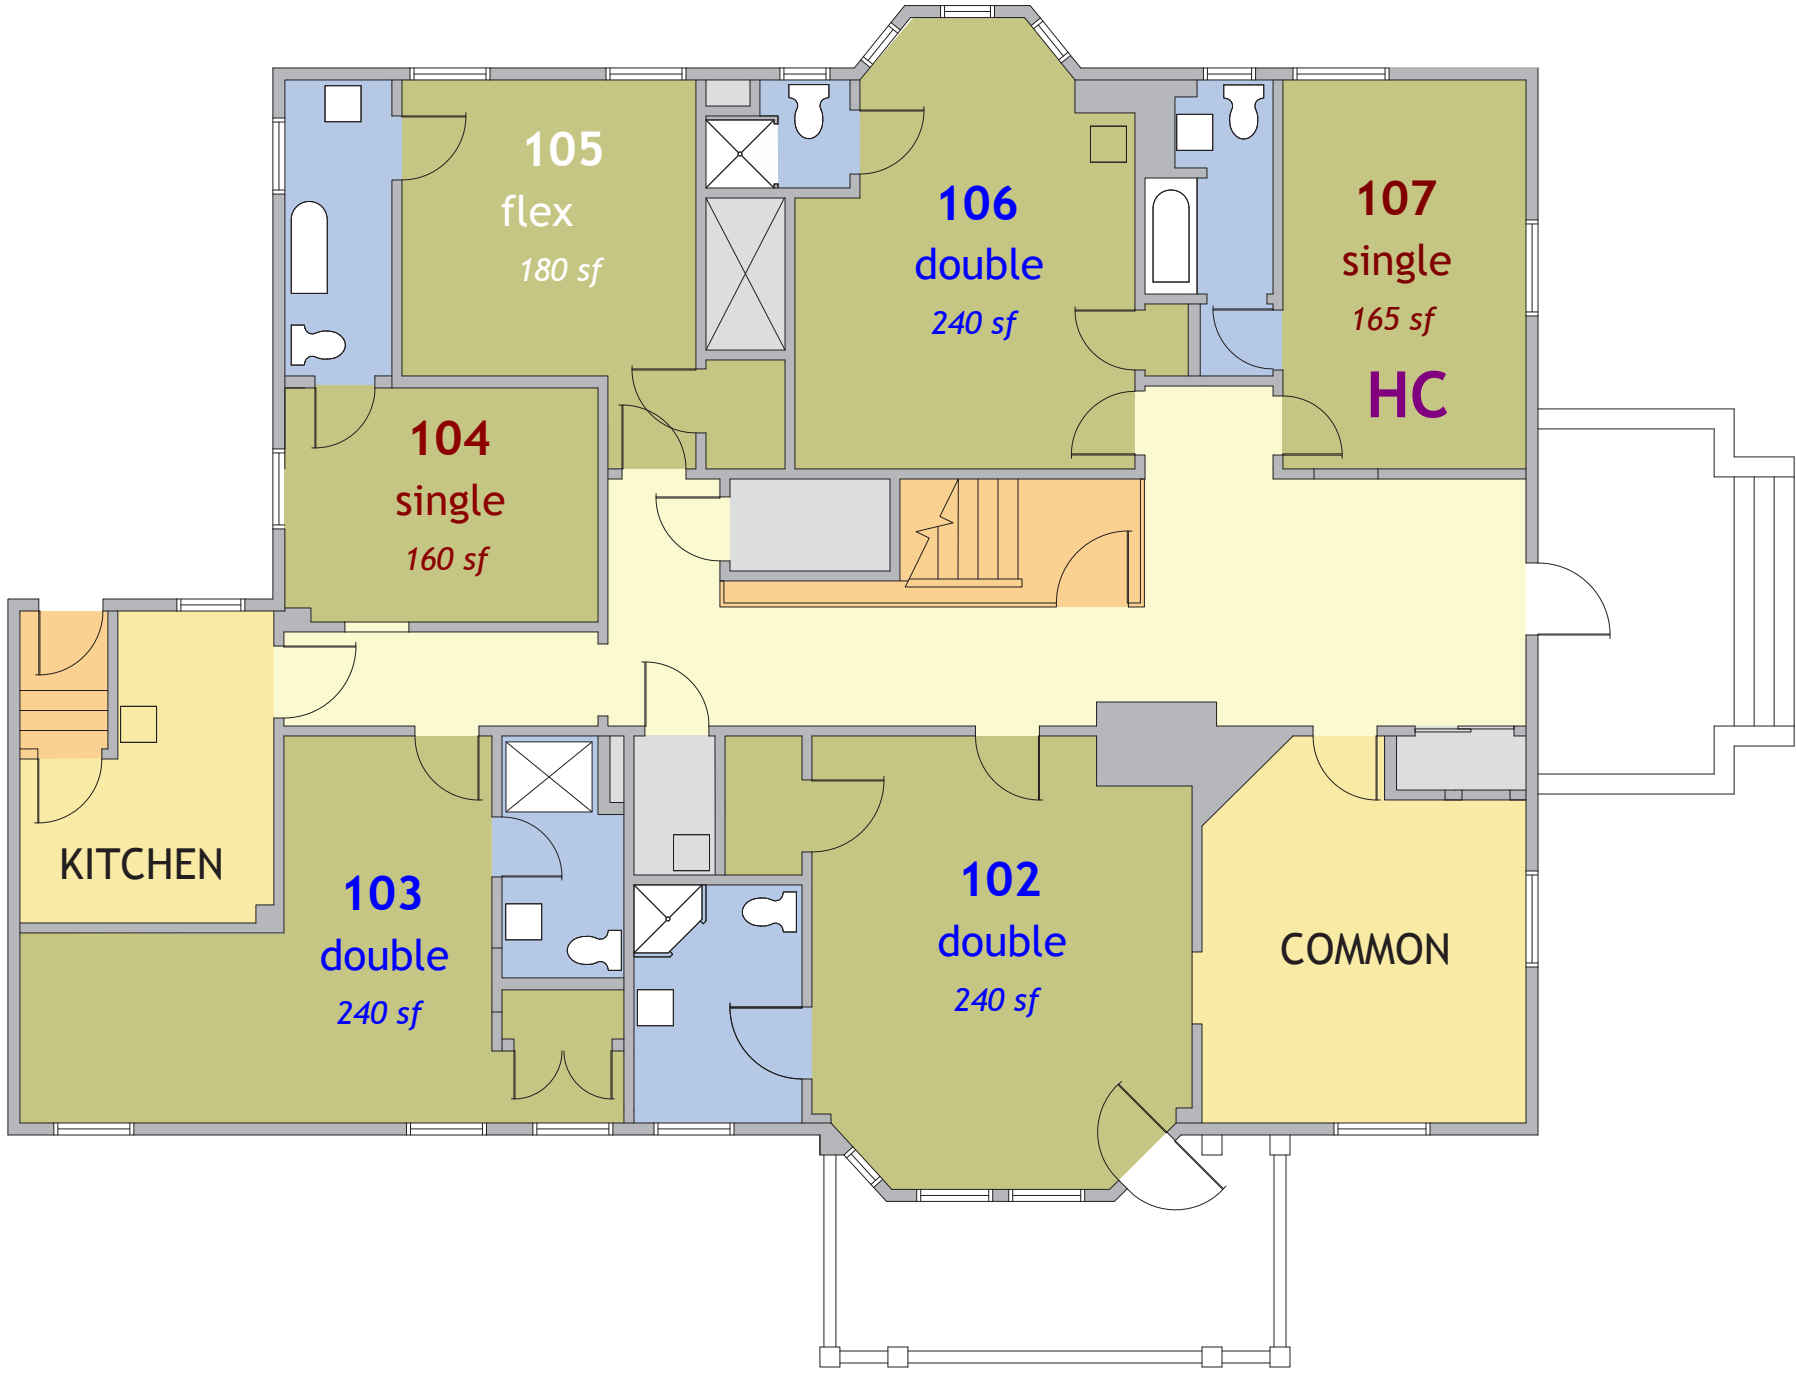 105
flex
180 sf
106
double
240 sf
107
single
165 sf
HC
104
single
160 sf
KITCHEN
103
double
240 sf
102
double
240 sf
COMMON